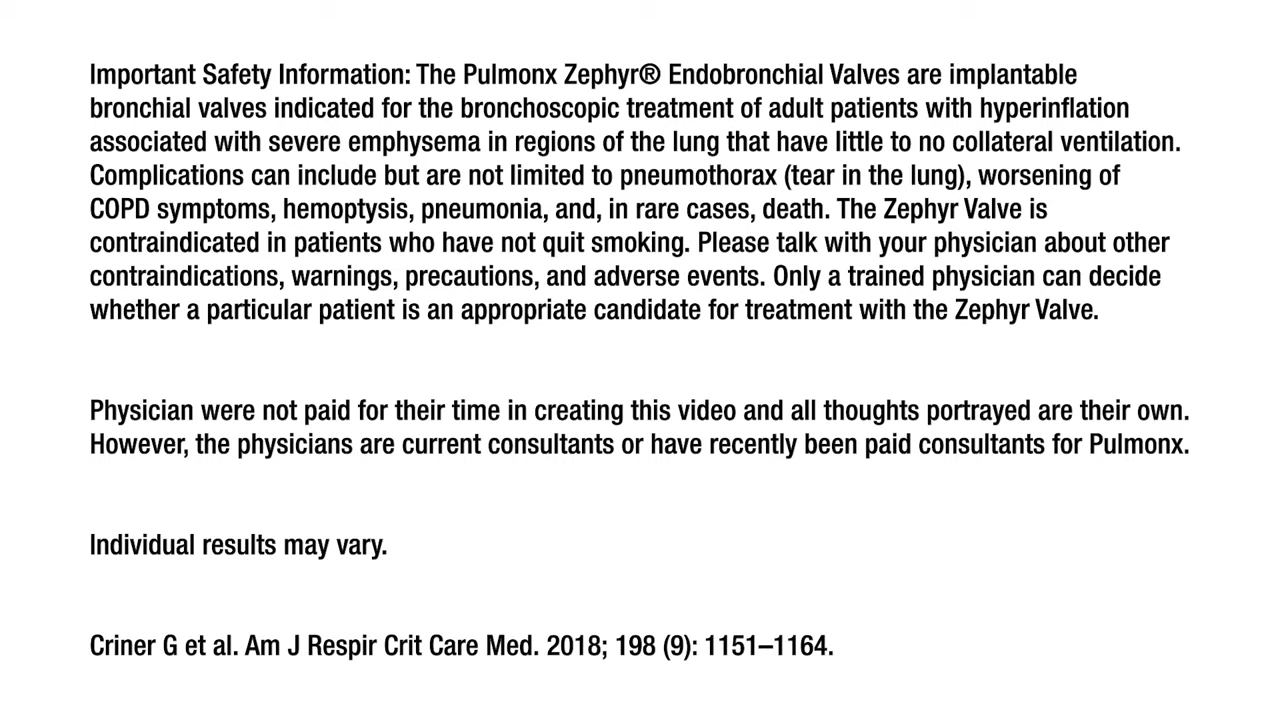 Important Safety Information: The Pulmonx Zephyr® Endobronchial Valves are implantable
bronchial valves indicated for the bronchoscopic treatment of adult patients with hyperinflation
associated with severe emphysema in regions of the lung that have little to no collateral ventilation.
Complications can include but are not limited to pneumothorax (tear in the lung), worsening of
COPD symptoms, hemoptysis, pneumonia, and, in rare cases, death. The Zephyr Valve is
contraindicated in patients who have not quit smoking. Please talk with your physician about other
contraindications, warnings, precautions, and adverse events. Only a trained physician can decide
whether a particular patient is an appropriate candidate for treatment with the Zephyr Valve.
Physician were not paid for their time in creating this video and all thoughts portrayed are their own.
However, the physicians are current consultants or have recently been paid consultants for Pulmonx.
Individual results may vary.
Criner G et al. Am J Respir Crit Care Med. 2018; 198 (9): 1151–1164.